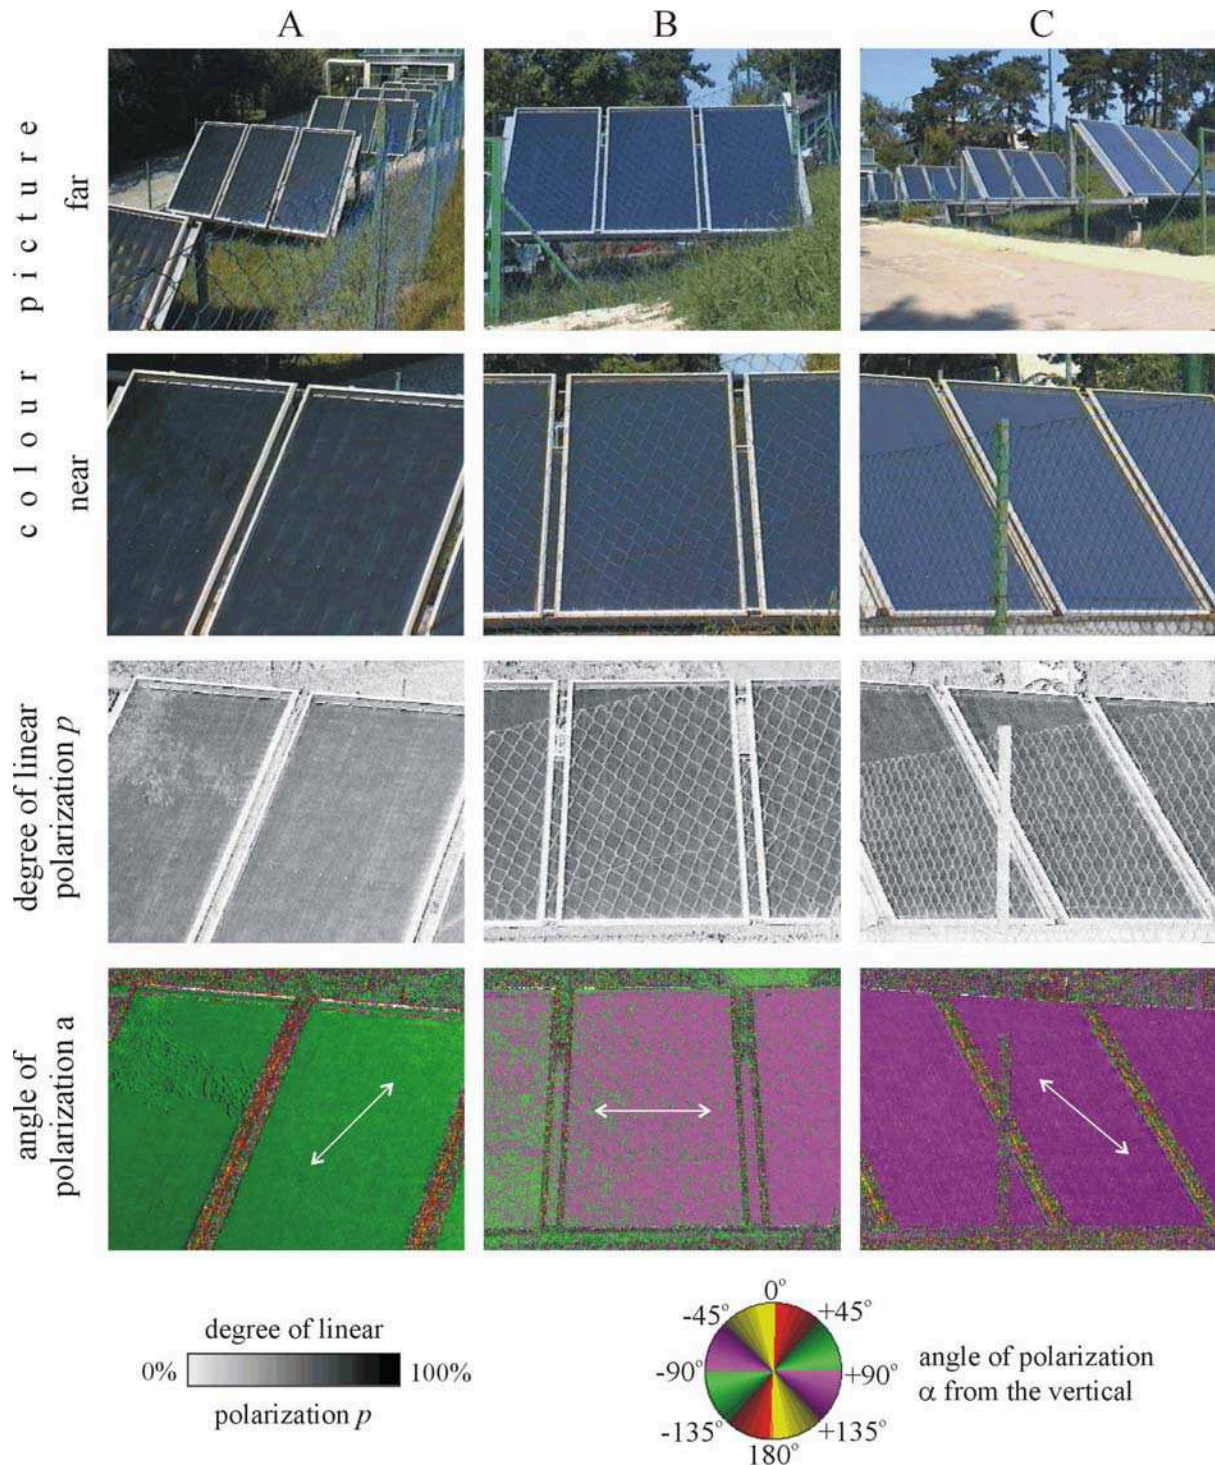 A B C
colour picture
far
near
degree of linear
polarization p
angle of
polarization a
degree of linear
0% 100%
polarization p
0°
-45° +45°
-90° +90°
-135° +135°
180°
angle of polarization
α from the vertical